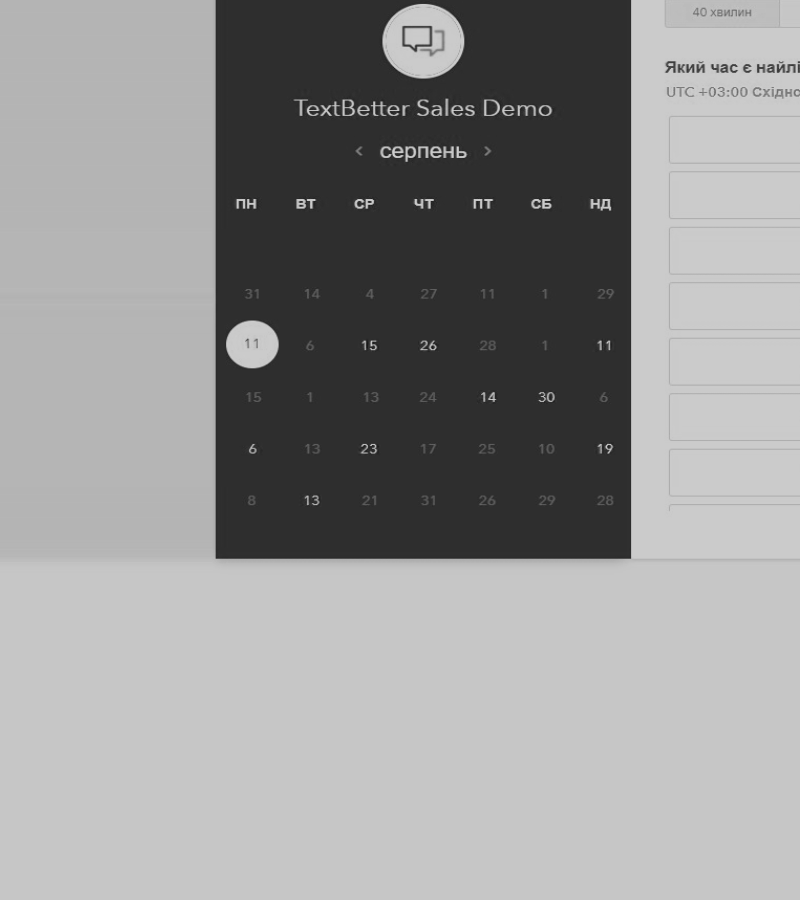 40 хвилин
TextBetter Sales Demo
Який час є найлі
UTC +03:00 Східно
< серпень >
ПН ВТ СР ЧТ ПТ СБ НД
31 14 4 27 11 1 29
11 6 15 26 28 1 11
15 1 13 24 14 30 6
6 13 23 17 25 10 19
8 13 21 31 26 29 28